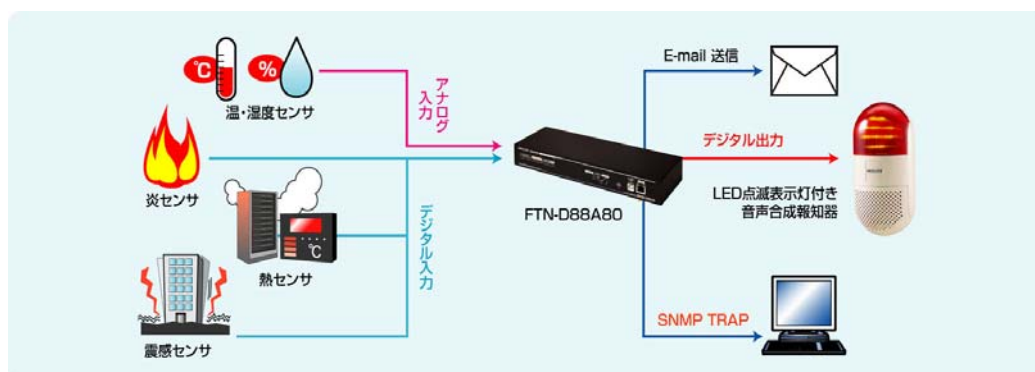 ℃
%
温・湿度センサ
アナログ入力
炎センサ
℃
熱センサ
デジタル入力
震感センサ
FTN-D88A80
E-mail 送信
デジタル出力
LED点滅表示灯付き
音声合成報知器
SNMP TRAP